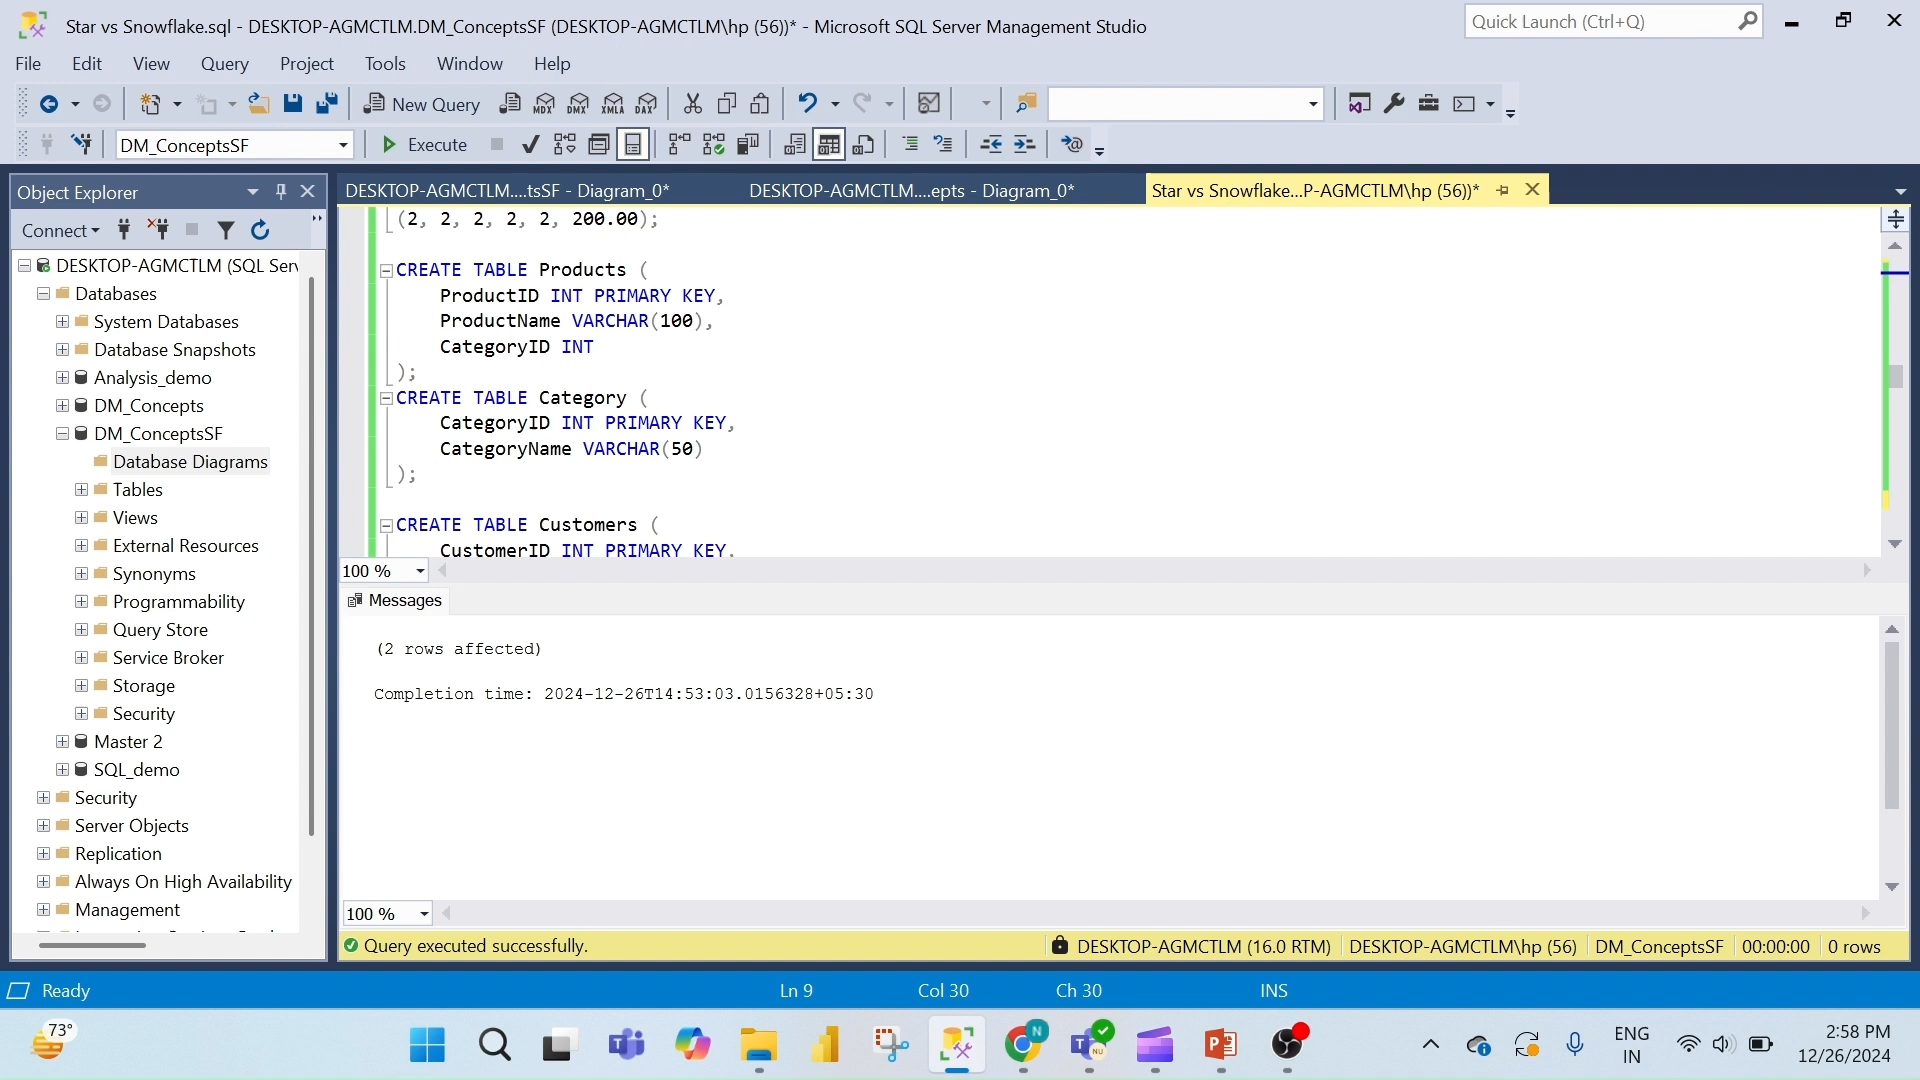 Star vs Snowflake.sql - DESKTOP-AGMCTLM.DM_ConceptsSF (DESKTOP-AGMCTLM\hp (56))* - Microsoft SQL Server Management Studio
Quick Launch (Ctrl+Q)
File Edit View Query Project Tools Window Help
New Query MDX DMX XMLA DAX
DM_ConceptsSF Execute
Object Explorer
DESKTOP-AGMCTLM....tsSF - Diagram_0* DESKTOP-AGMCTLM....epts - Diagram_0* Star vs Snowflake...P-AGMCTLM\hp (56))*
Connect
DESKTOP-AGMCTLM (SQL Serv
Databases
System Databases
Database Snapshots
Analysis_demo
DM_Concepts
DM_ConceptsSF
Database Diagrams
Tables
Views
External Resources
Synonyms
Programmability
Query Store
Service Broker
Storage
Security
Master 2
SQL_demo
Security
Server Objects
Replication
Always On High Availability
Management
(2, 2, 2, 2, 2, 200.00);
CREATE TABLE Products (
ProductID INT PRIMARY KEY,
ProductName VARCHAR(100),
CategoryID INT
);
CREATE TABLE Category (
CategoryID INT PRIMARY KEY,
CategoryName VARCHAR(50)
);
CREATE TABLE Customers (
CustomerID INT PRIMARY KEY,
100 %
Messages
(2 rows affected)
Completion time: 2024-12-26T14:53:03.0156328+05:30
100 %
Query executed successfully. DESKTOP-AGMCTLM (16.0 RTM) DESKTOP-AGMCTLM\hp (56) DM_ConceptsSF 00:00:00 0 rows
Ready Ln 9 Col 30 Ch 30 INS
73°
N
NU
ENG
IN
2:58 PM
12/26/2024